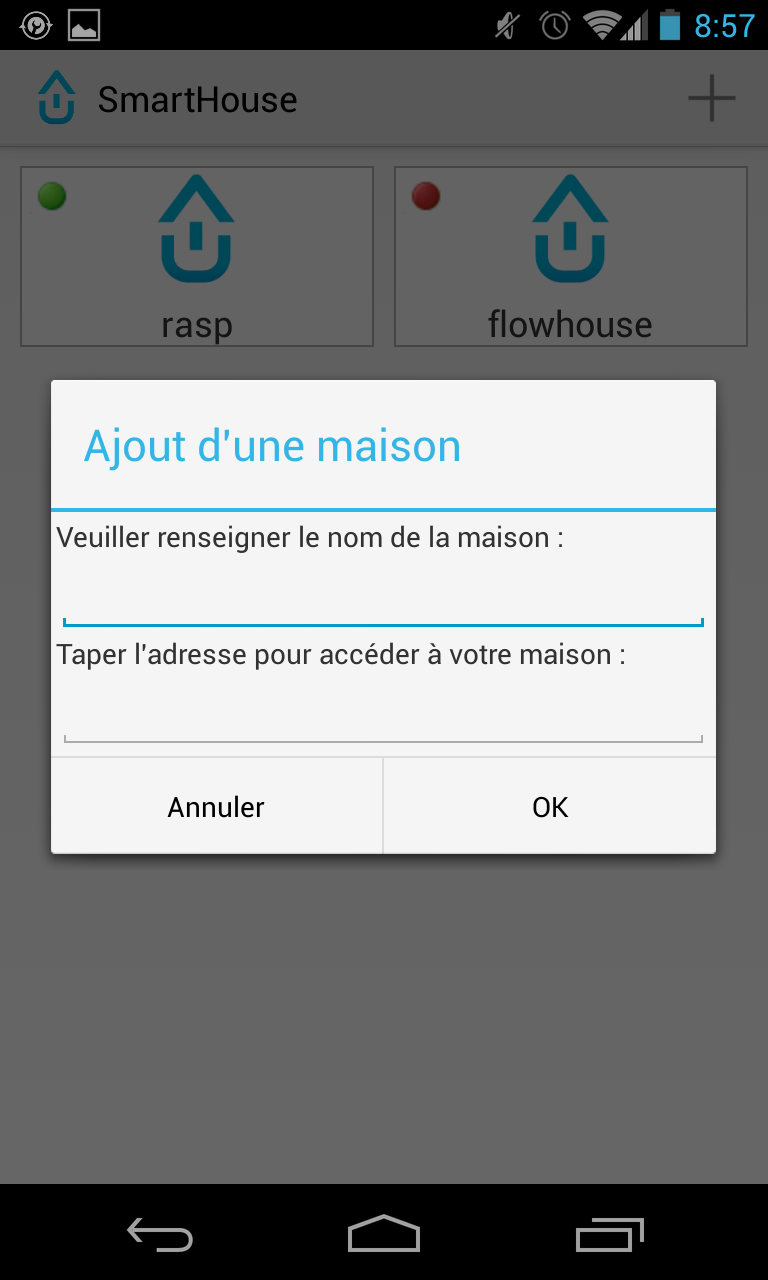 8:57
SmartHouse
rasp
flowhouse
Ajout d'une maison
Veuiller renseigner le nom de la maison :
Taper l'adresse pour accéder à votre maison :
Annuler
OK